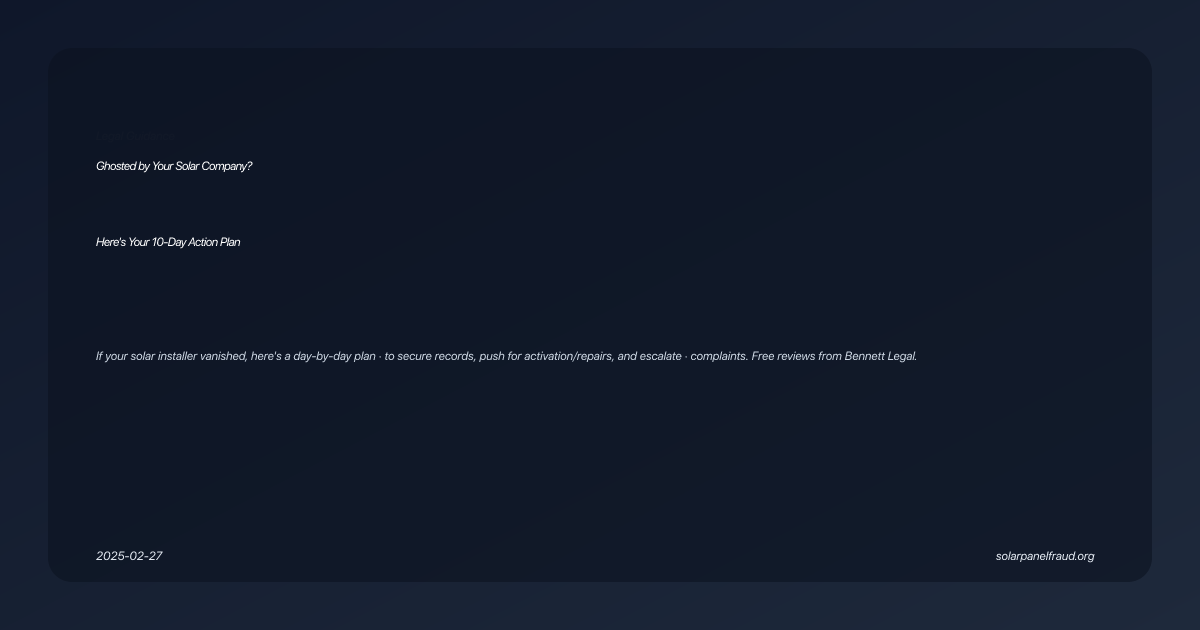 Ghosted by Your Solar Company?
Here's Your 10-Day Action Plan
If your solar installer vanished, here's a day-by-day plan · to secure records, push for activation/repairs, and escalate · complaints. Free reviews from Bennett Legal.
2025-02-27
solarpanelfraud.org